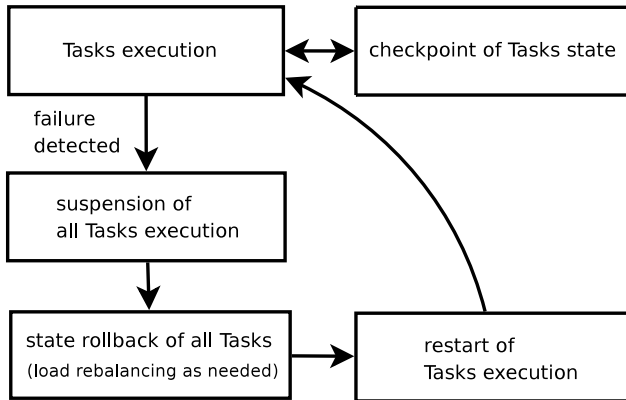 Tasks execution
checkpoint of Tasks state
failure
detected
suspension of
all Tasks execution
state rollback of all Tasks
(load rebalancing as needed)
restart of
Tasks execution